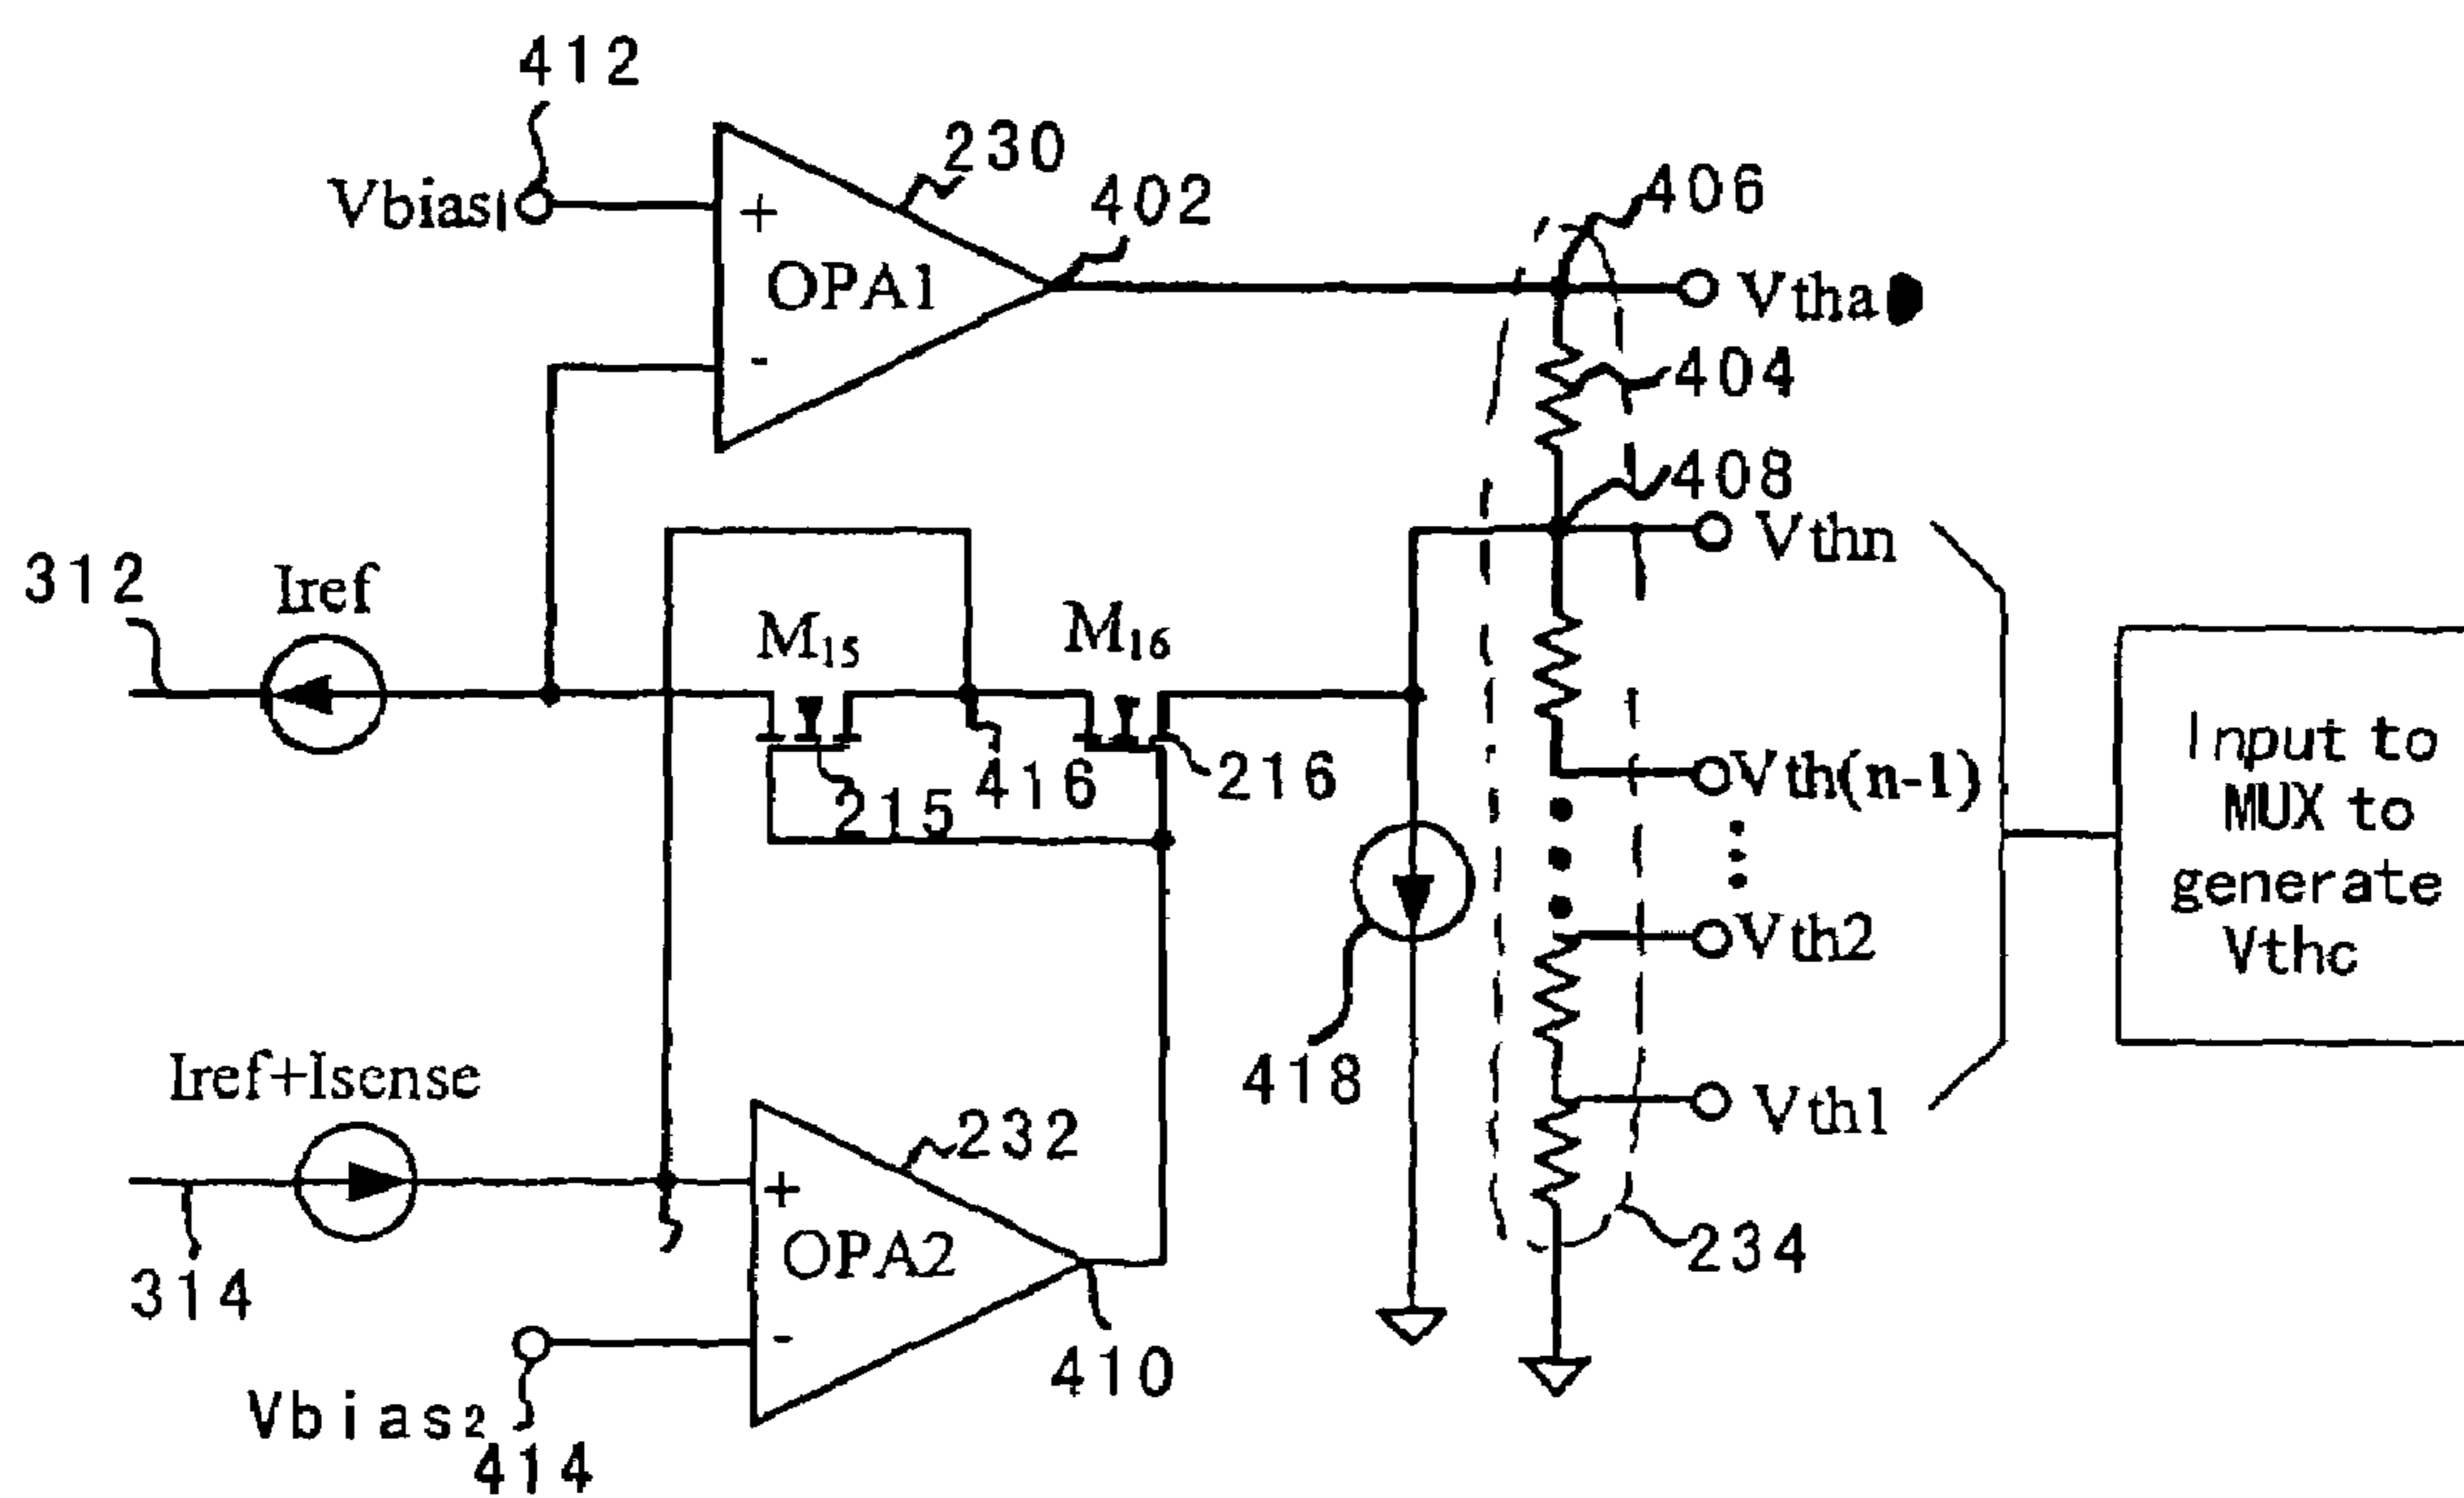 412
230
402
406
Vbias1
+
OPA1
-
Vtha
404
408
Vthn
312
Iref
M15
M16
416
216
215
Vth(n-1)
Input to
MUX to
generate
Vthc
Vth2
418
Iref+Isense
232
Vth1
+
OPA2
-
234
314
410
Vbias2
414